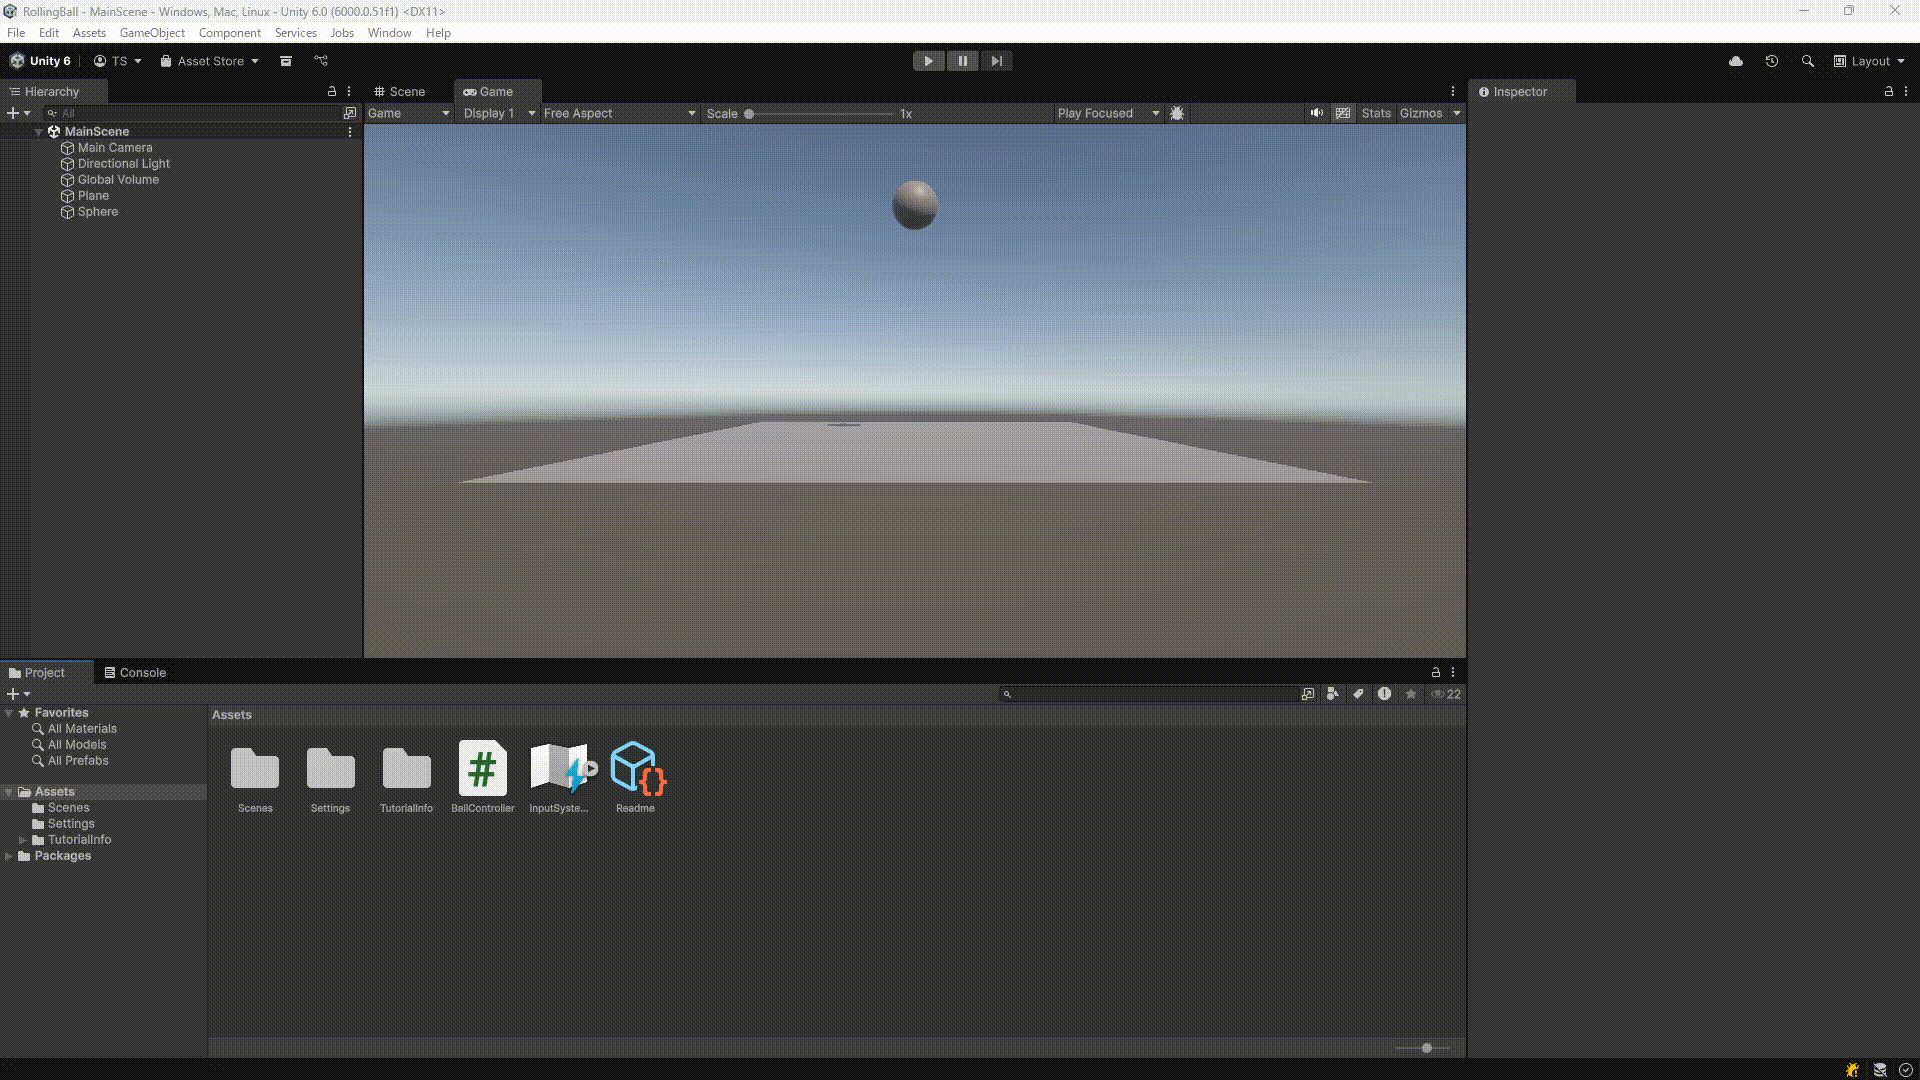 RollingBall - MainScene - Windows, Mac, Linux - Unity 6.0 (6000.0.51f1) <DX11>
File Edit Assets GameObject Component Services Jobs Window Help
Unity 6 TS Asset Store Layout
Hierarchy
All
MainScene
Main Camera
Directional Light
Global Volume
Plane
Sphere
Scene Game
Game Display 1 Free Aspect Scale 1x Play Focused Stats Gizmos
Inspector
Project Console
22
Favorites
All Materials
All Models
All Prefabs
Assets
Scenes
Settings
TutorialInfo
Packages
Assets
Scenes Settings TutorialInfo BallController InputSyste... Readme